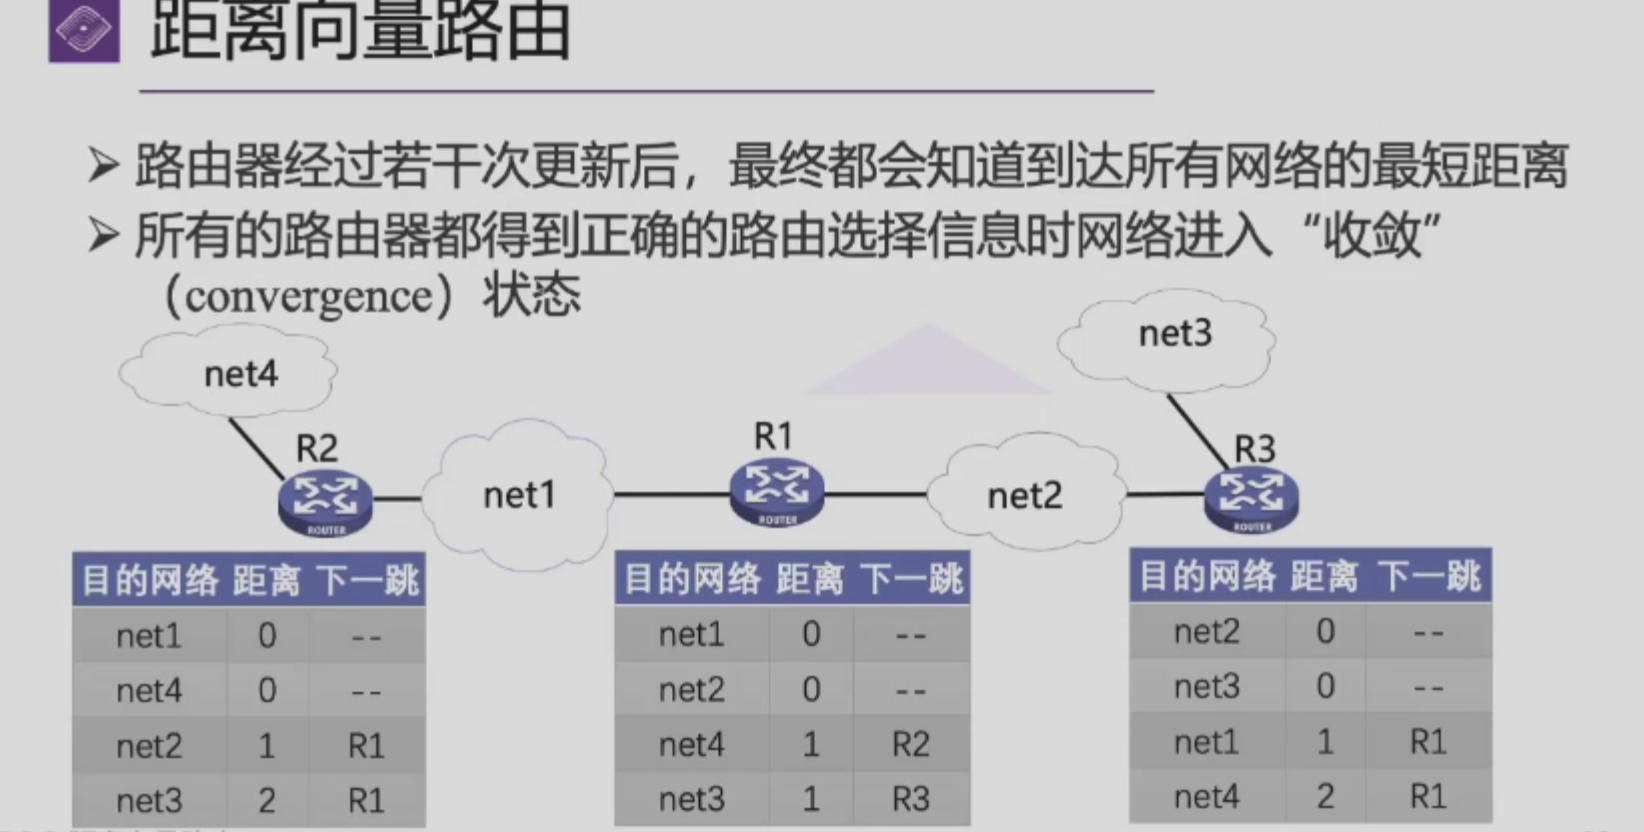 距离向量路由
➢ 路由器经过若干次更新后，最终都会知道到达所有网络的最短距离
➢ 所有的路由器都得到正确的路由选择信息时网络进入“收敛”
（convergence）状态
net4
net3
R2
R1
R3
net1
net2
ROUTER
ROUTER
ROUTER
目的网络 距离 下一跳
net1 0 --
net4 0 --
net2 1 R1
net3 2 R1
目的网络 距离 下一跳
net1 0 --
net2 0 --
net4 1 R2
net3 1 R3
目的网络 距离 下一跳
net2 0 --
net3 0 --
net1 1 R1
net4 2 R1